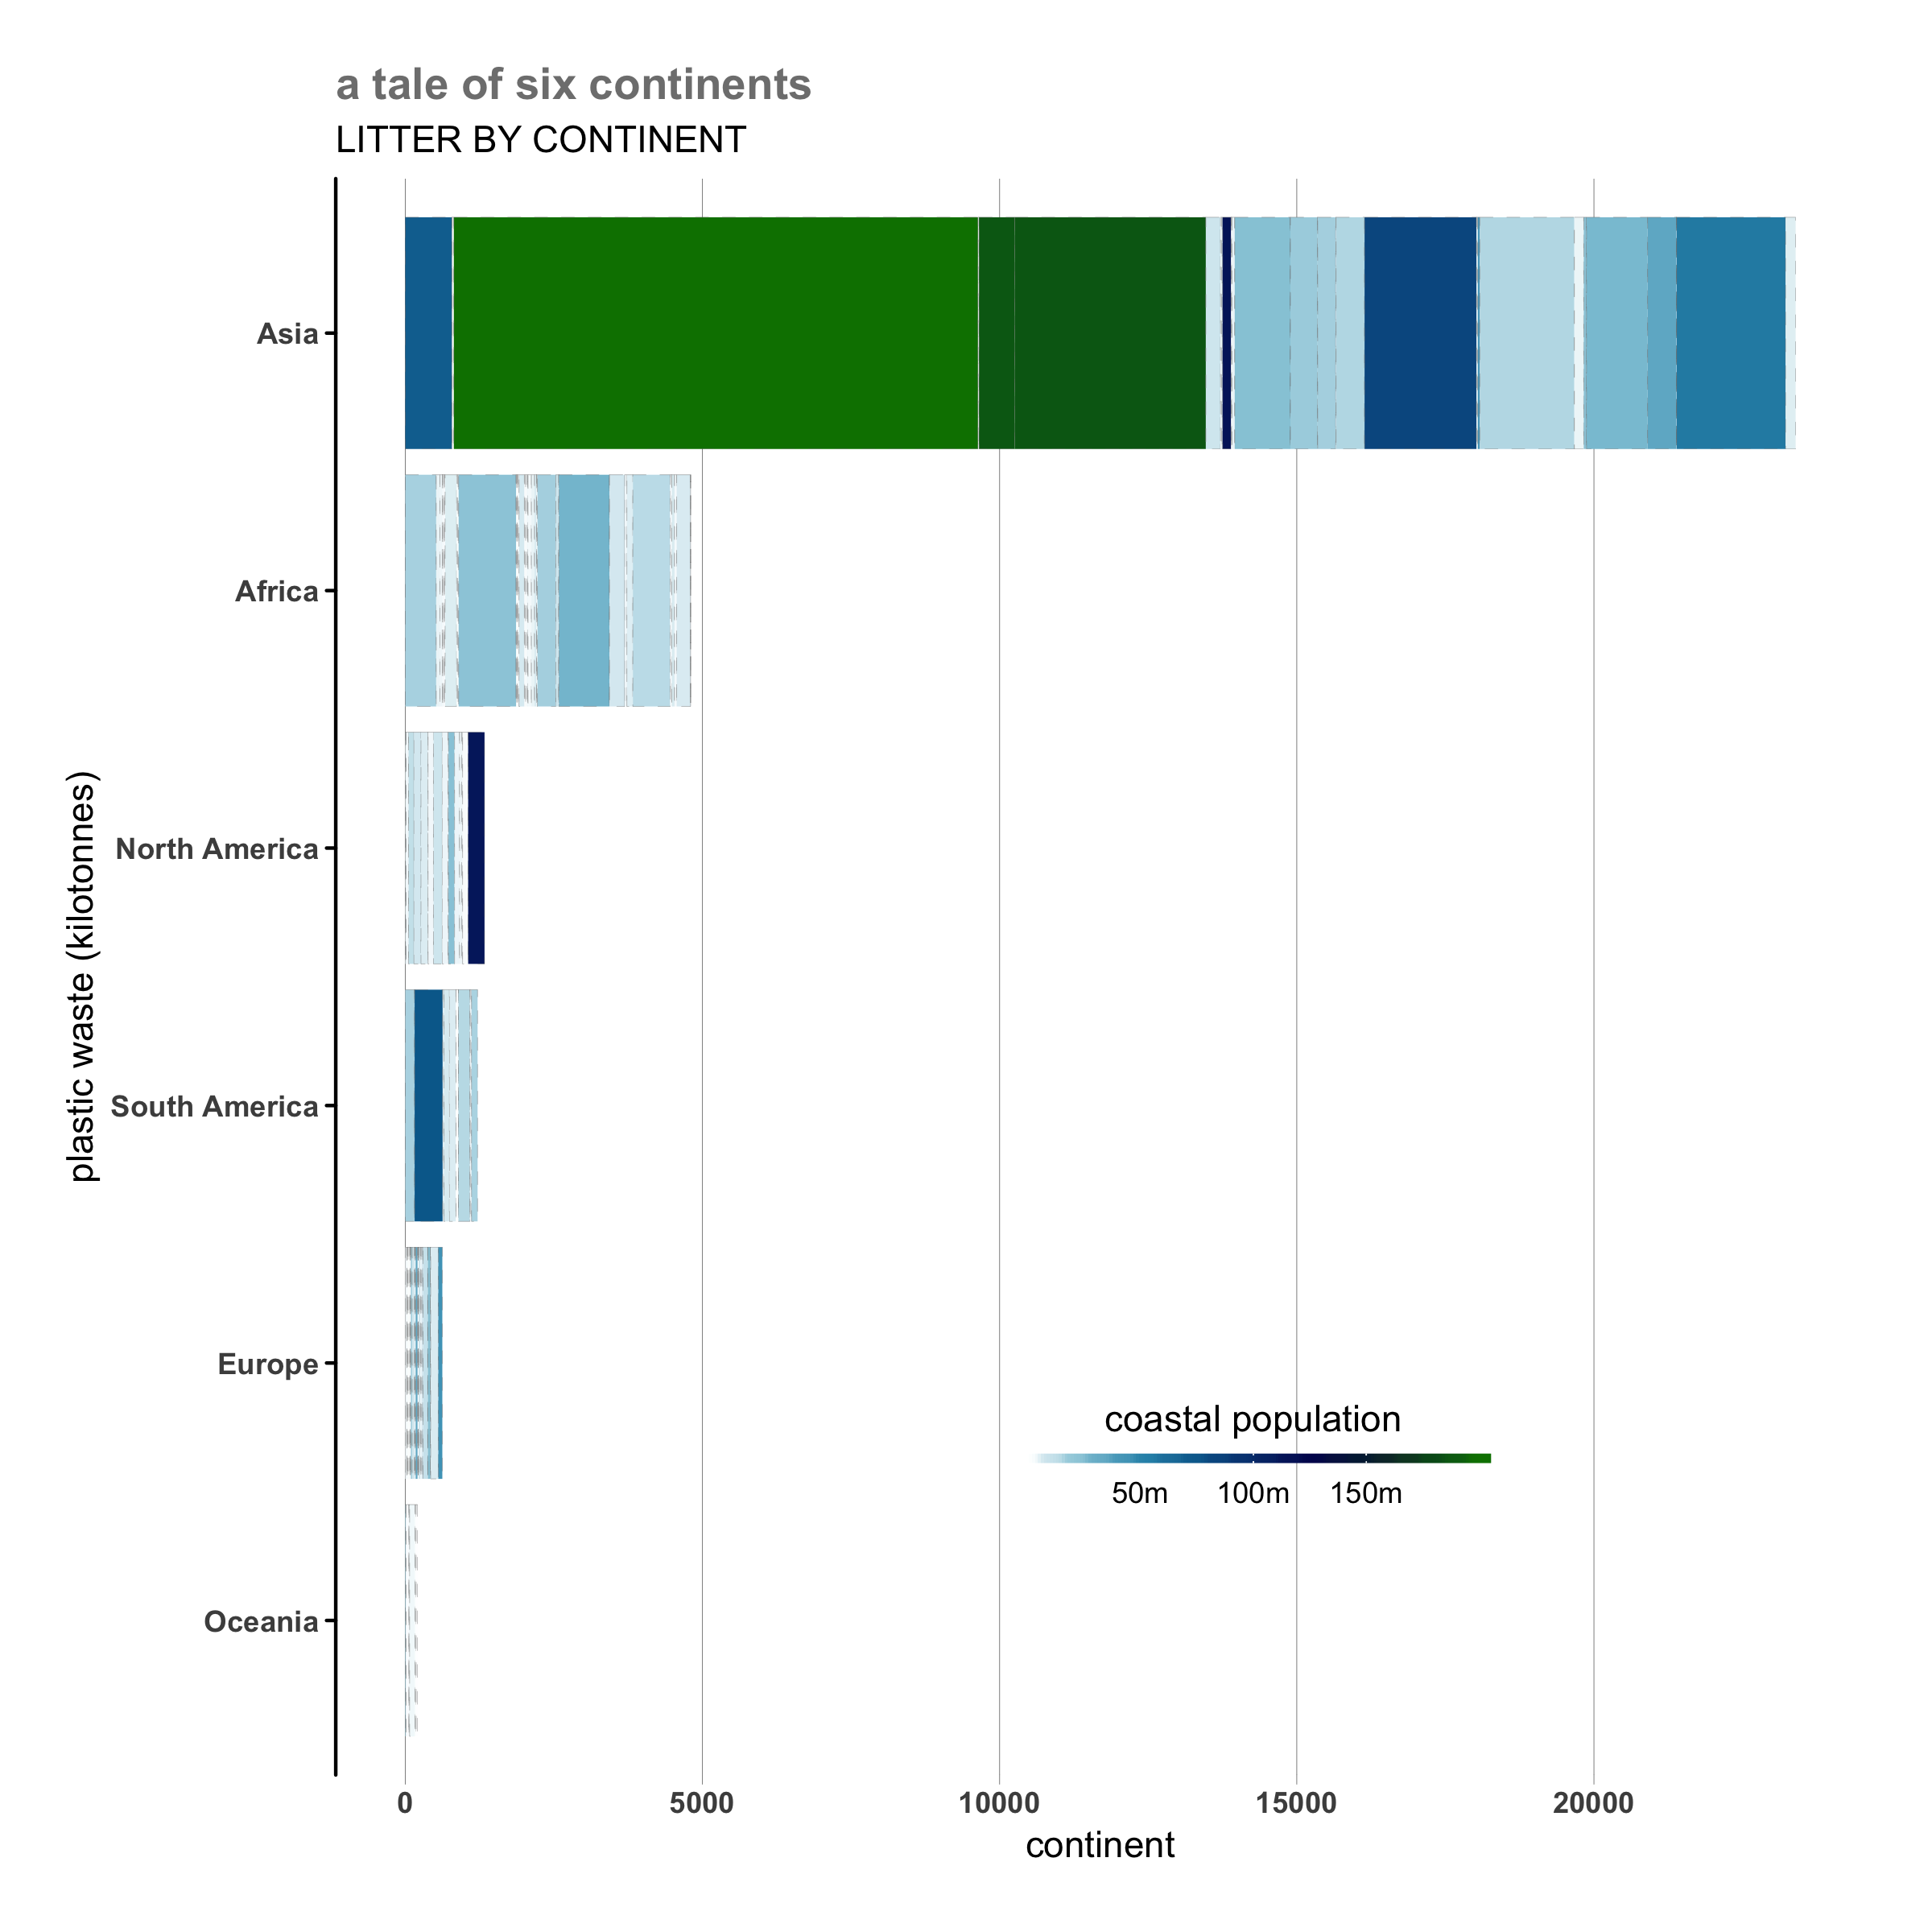 a tale of six continents
LITTER BY CONTINENT
plastic waste (kilotonnes)
Asia
Africa
North America
South America
Europe
Oceania
coastal population
50m 100m 150m
0 5000 10000 15000 20000
continent